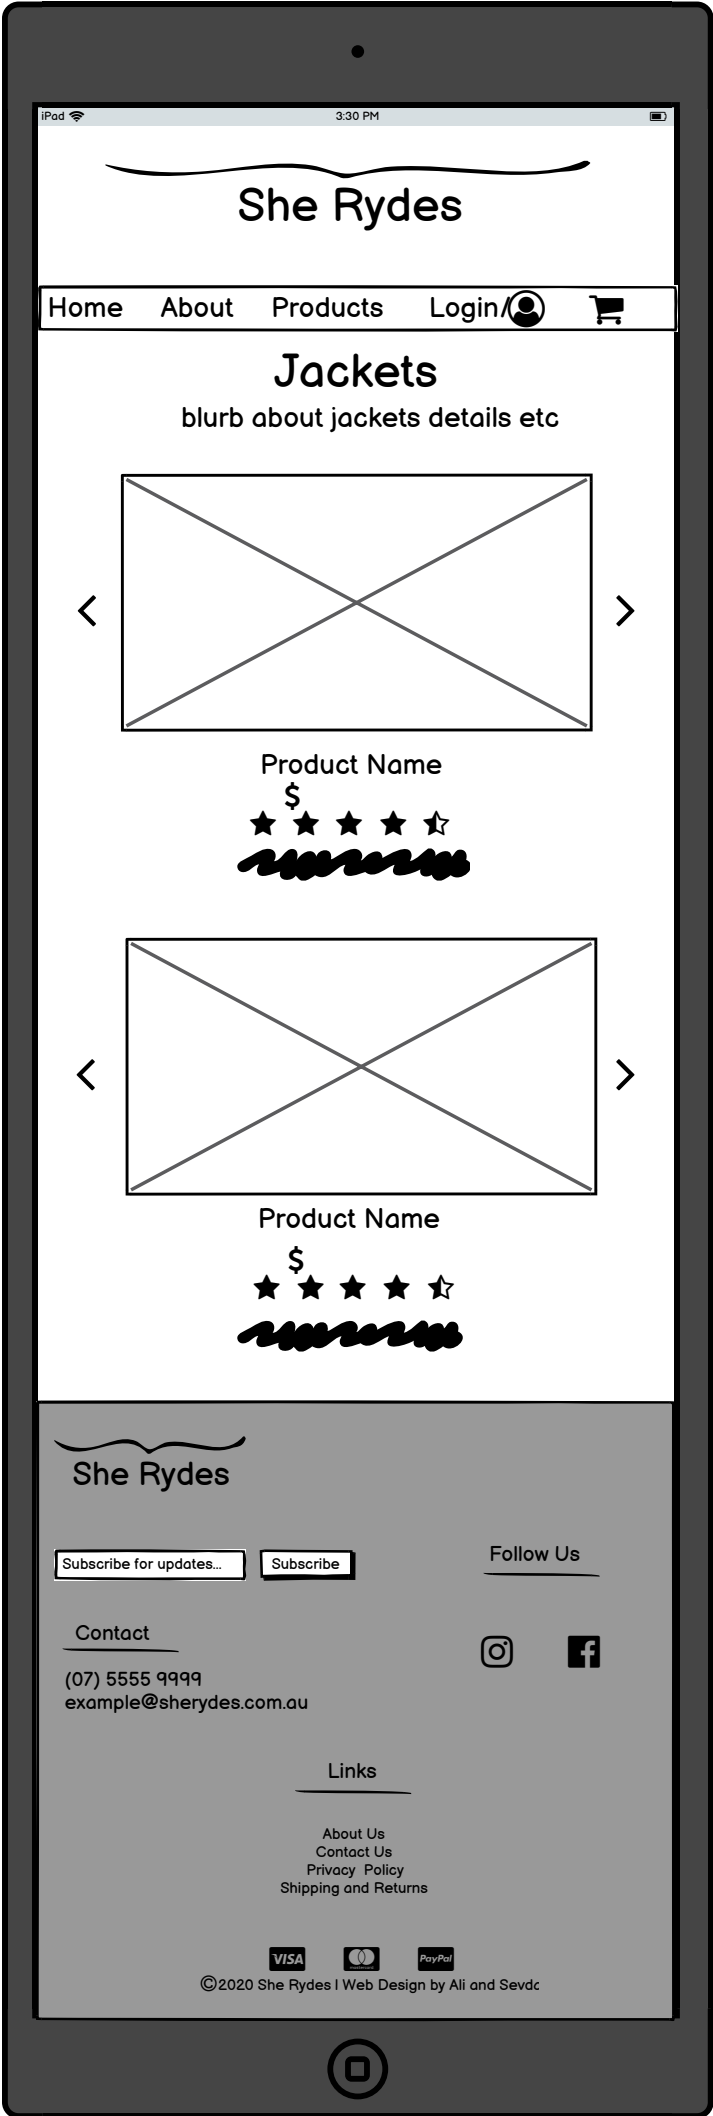 iPad 3:30 PM
She Rydes
Home About Products Login/
Jackets
blurb about jackets details etc
Product Name
$
Product Name
$
She Rydes
Subscribe for updates... Subscribe
Follow Us
Contact
(07) 5555 9999
example@sherydes.com.au
Links
About Us
Contact Us
Privacy Policy
Shipping and Returns
VISA mastercard PayPal
©2020 She Rydes | Web Design by Ali and Sevda